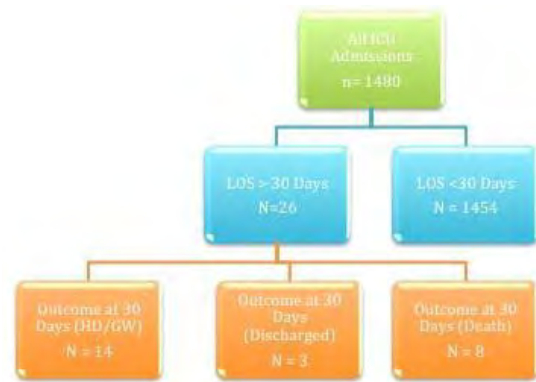 All ICU
Admissions
n= 1480
LOS > 30 Days
N=26
LOS <30 Days
N = 1454
Outcome at 30
Days (HD/GW)
N = 14
Outcome at 30
Days
(Discharged)
N = 3
Outcome at 30
Days (Death)
N = 8